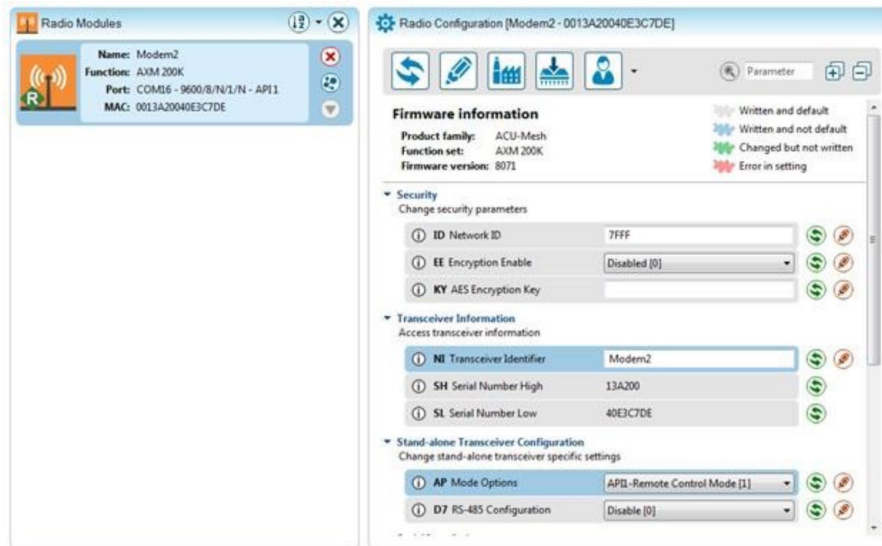 Radio Modules
Name: Modem2
Function: AXM 200K
Port: COM16 - 9600/8/N/1/N - API1
MAC: 0013A20040E3C7DE
R
Radio Configuration [Modem2 - 0013A20040E3C7DE]
Parameter
Firmware information
Product family: ACU-Mesh
Function set: AXM 200K
Firmware version: 8071
Written and default
Written and not default
Changed but not written
Error in setting
Security
Change security parameters
ID Network ID 7FFF
EE Encryption Enable Disabled [0]
KY AES Encryption Key
Transceiver Information
Access transceiver information
NI Transceiver Identifier Modem2
SH Serial Number High 13A200
SL Serial Number Low 40E3C7DE
Stand-alone Transceiver Configuration
Change stand-alone transceiver specific settings
AP Mode Options API1-Remote Control Mode [1]
D7 RS-485 Configuration Disable [0]